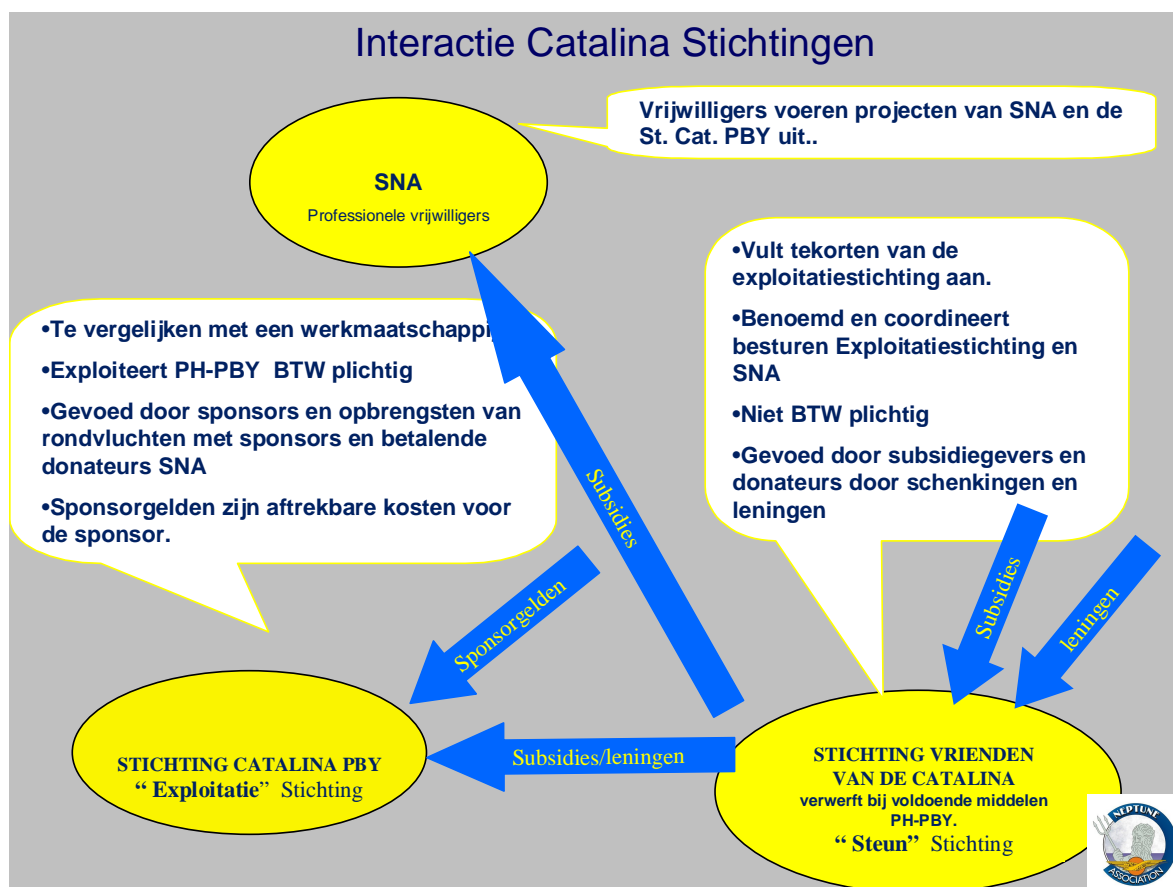 Interactie Catalina Stichtingen
Vrijwilligers voeren projecten van SNA en de
St. Cat. PBY uit..
SNA
Professionele vrijwilligers
•Vult tekorten van de
exploitatiestichting aan.
•Benoemd en coordineert
besturen Exploitatiestichting en
SNA
•Niet BTW plichtig
•Gevoed door subsidiegevers en
donateurs door schenkingen en
leningen
•Te vergelijken met een werkmaatschappij
•Exploiteert PH-PBY BTW plichtig
•Gevoed door sponsors en opbrengsten van
rondvluchten met sponsors en betalende
donateurs SNA
•Sponsorgelden zijn aftrekbare kosten voor
de sponsor.
Subsidies
Sponsorgelden
Subsidies
leningen
Subsidies/leningen
STICHTING CATALINA PBY
“ Exploitatie” Stichting
STICHTING VRIENDEN
VAN DE CATALINA
verwerft bij voldoende middelen
PH-PBY.
“ Steun” Stichting
NEPTUNE
ASSOCIATION